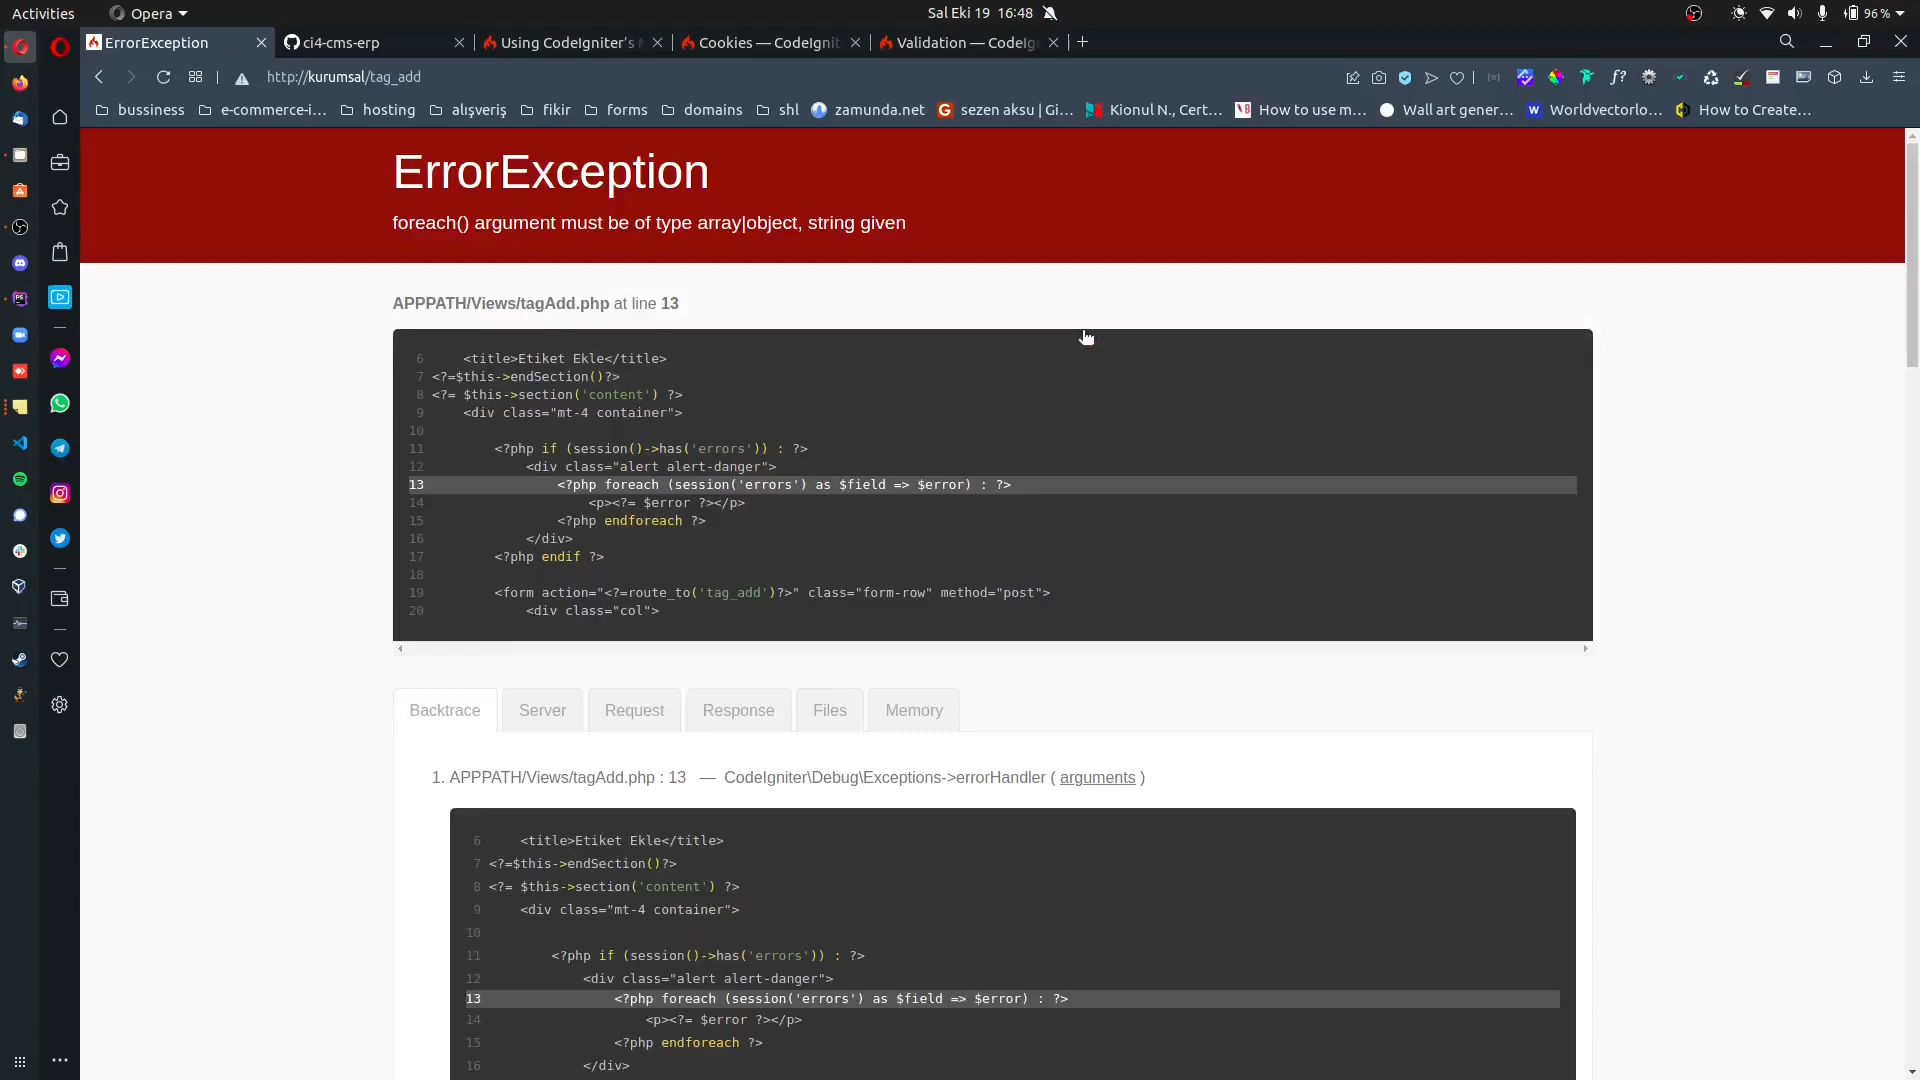 Activities
Opera
Sal Eki 19 16:48
96 %
ErrorException
ci4-cms-erp
Using CodeIgniter's
Cookies — CodeIgnit
Validation — CodeIg
http://kurumsal/tag_add
bussiness
e-commerce-i...
hosting
alışveriş
fikir
forms
domains
shl
zamunda.net
sezen aksu | Gi...
Kionul N., Cert...
How to use m...
Wall art gener...
Worldvectorlo...
How to Create...
ErrorException
foreach() argument must be of type array|object, string given
APPPATH/Views/tagAdd.php at line 13
6 <title>Etiket Ekle</title>
7 <?=$this->endSection()?>
8 <?= $this->section('content') ?>
9 <div class="mt-4 container">
10
11 <?php if (session()->has('errors')) : ?>
12 <div class="alert alert-danger">
13 <?php foreach (session('errors') as $field => $error) : ?>
14 <p><?= $error ?></p>
15 <?php endforeach ?>
16 </div>
17 <?php endif ?>
18
19 <form action="<?=route_to('tag_add')?>" class="form-row" method="post">
20 <div class="col">
Backtrace
Server
Request
Response
Files
Memory
1. APPPATH/Views/tagAdd.php : 13 — CodeIgniter\Debug\Exceptions->errorHandler ( arguments )
6 <title>Etiket Ekle</title>
7 <?=$this->endSection()?>
8 <?= $this->section('content') ?>
9 <div class="mt-4 container">
10
11 <?php if (session()->has('errors')) : ?>
12 <div class="alert alert-danger">
13 <?php foreach (session('errors') as $field => $error) : ?>
14 <p><?= $error ?></p>
15 <?php endforeach ?>
16 </div>